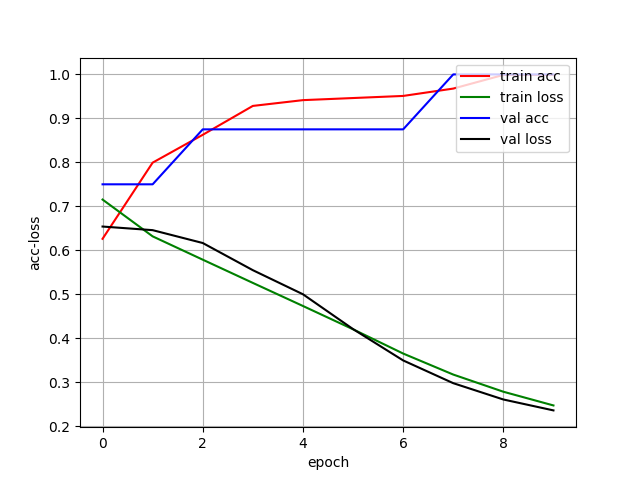 1.0
0.9
0.8
0.7
0.6
0.5
0.4
0.3
0.2
acc-loss
0 2 4 6 8
epoch
train acc
train loss
val acc
val loss